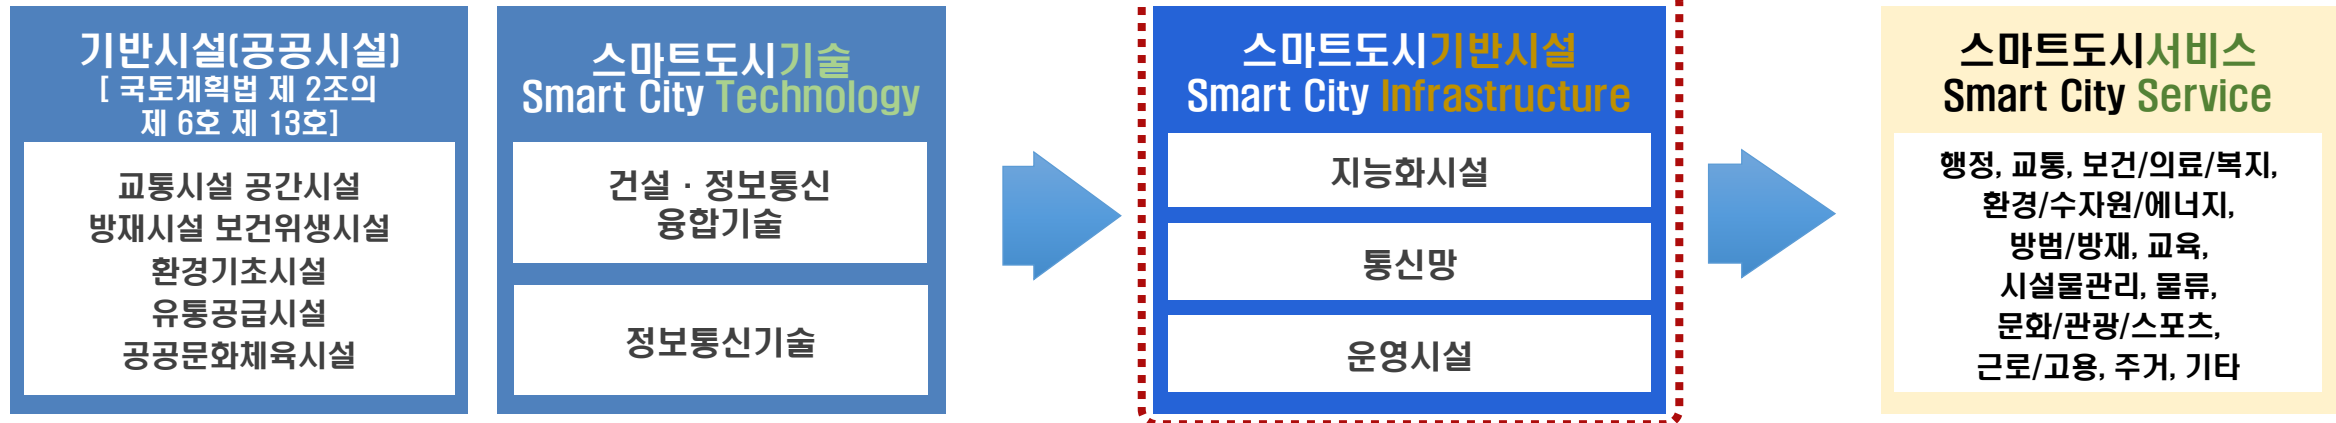 기반시설(공공시설)
[ 국토계획법 제 2조의
제 6호 제 13호]
교통시설 공간시설
방재시설 보건위생시설
환경기초시설
유통공급시설
공공문화체육시설
스마트도시기술
Smart City Technology
건설 · 정보통신
융합기술
정보통신기술
스마트도시기반시설
Smart City Infrastructure
지능화시설
통신망
운영시설
스마트도시서비스
Smart City Service
행정, 교통, 보건/의료/복지,
환경/수자원/에너지,
방범/방재, 교육,
시설물관리, 물류,
문화/관광/스포츠,
근로/고용, 주거, 기타